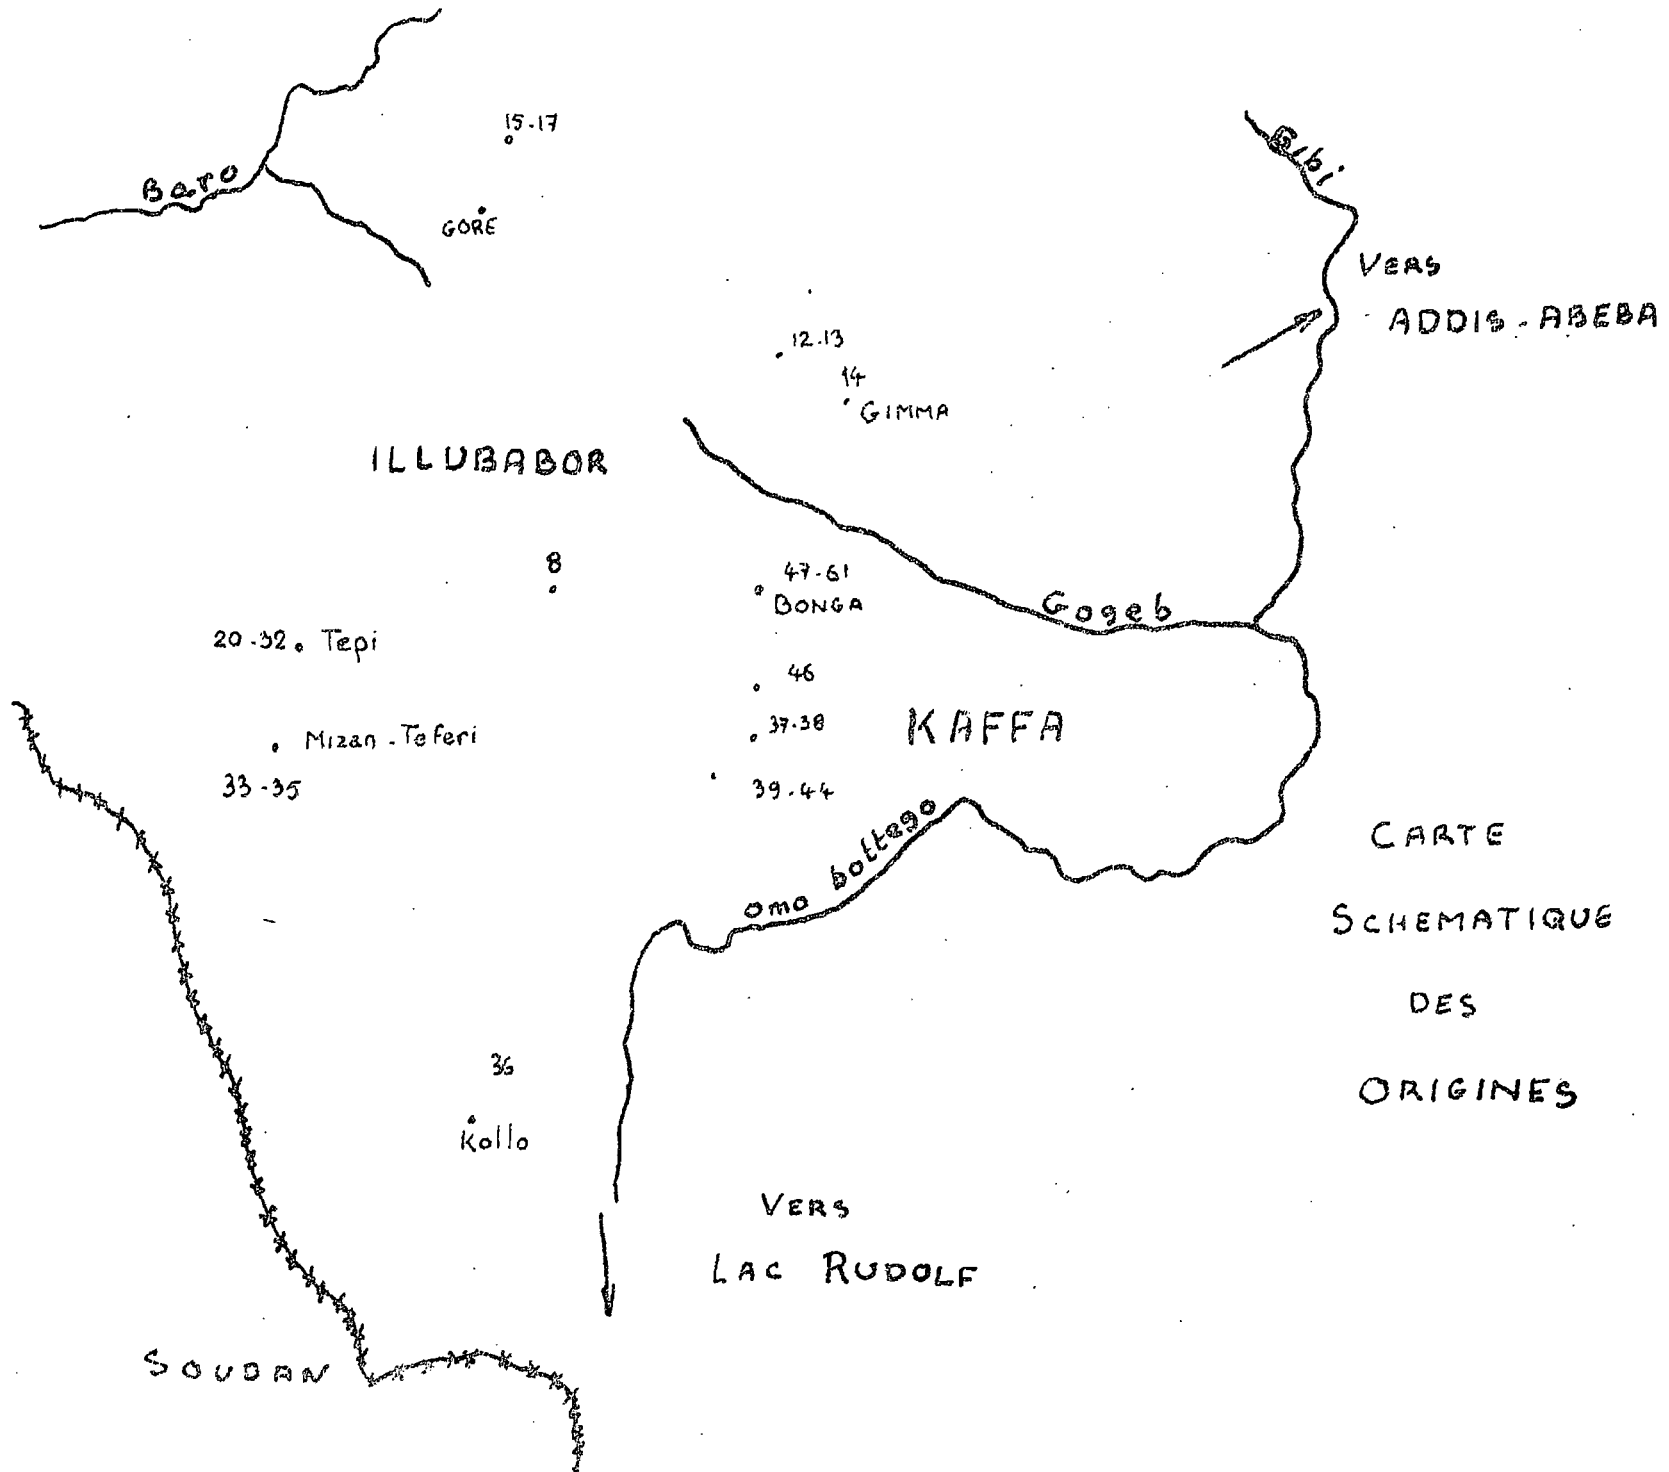 15-17
Baro
GORE
Gibi
VERS
ADDIS-ABEBA
12.13
14
GIMMA
ILLUBABOR
8
47-61
BONGA
Gogeb
20-32 Tepi
46
37-38
KAFFA
Mizan-Teferi
33-35
39-44
omo bottego
CARTE
SCHEMATIQUE
DES
ORIGINES
36
Kollo
VERS
LAC RUDOLF
SOUDAN